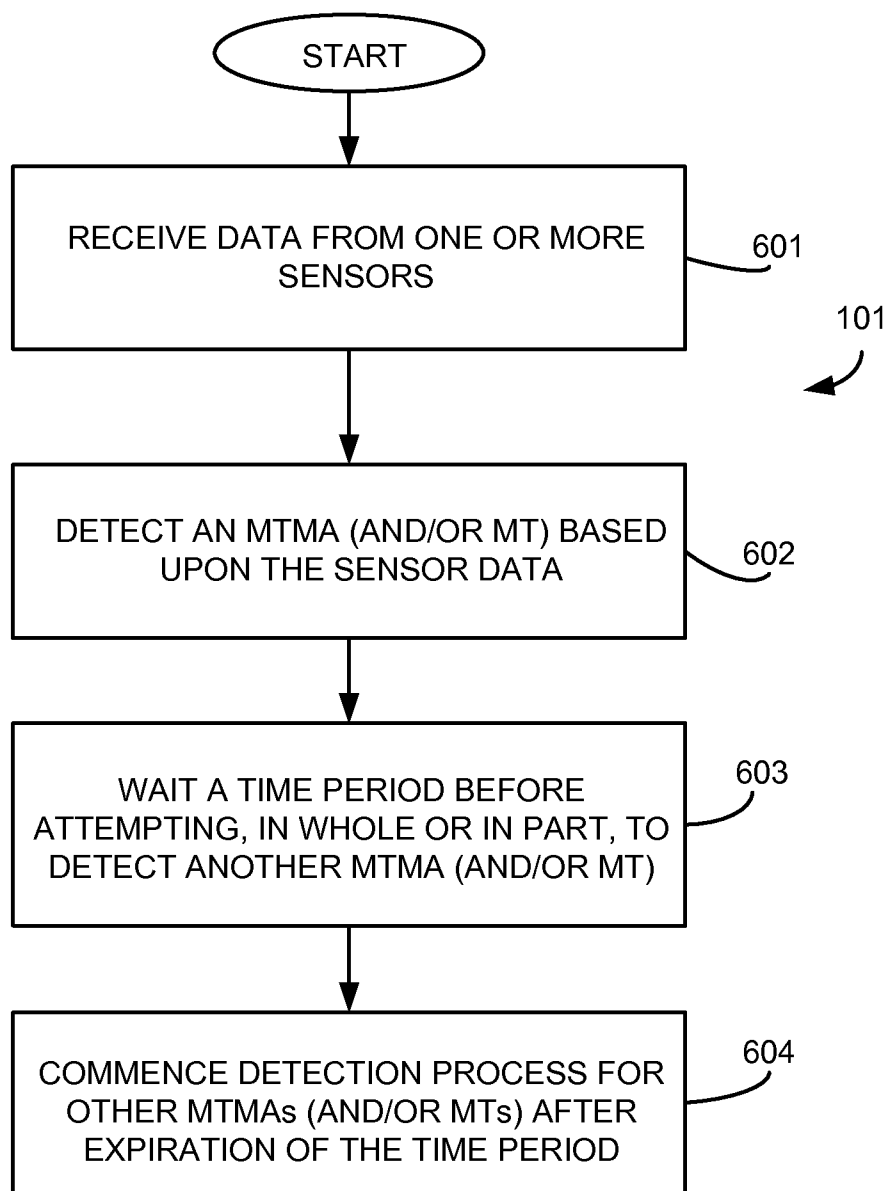 START
RECEIVE DATA FROM ONE OR MORE
SENSORS
601
101
DETECT AN MTMA (AND/OR MT) BASED
UPON THE SENSOR DATA
602
WAIT A TIME PERIOD BEFORE
ATTEMPTING, IN WHOLE OR IN PART, TO
DETECT ANOTHER MTMA (AND/OR MT)
603
COMMENCE DETECTION PROCESS FOR
OTHER MTMAs (AND/OR MTs) AFTER
EXPIRATION OF THE TIME PERIOD
604